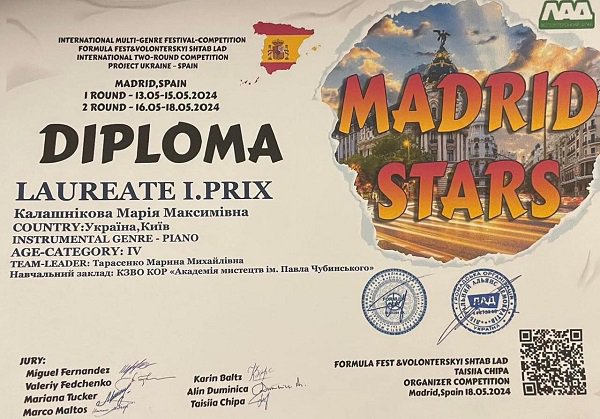 INTERNATIONAL MULTI-GENRE FESTIVAL-COMPETITION
FORMULA FEST&VOLONTERSKYI SHTAB LAD
INTERNATIONAL TWO-ROUND COMPETITION
PROJECT UKRAINE - SPAIN
MADRID,SPAIN
1 ROUND - 13.05-15.05.2024
2 ROUND - 16.05-18.05.2024
DIPLOMA
MADRID
STARS
LAUREATE I.PRIX
Калашнікова Марія Максимівна
COUNTRY:Україна,Київ
INSTRUMENTAL GENRE - PIANO
AGE-CATEGORY: IV
TEAM-LEADER: Тарасенко Марина Михайлівна
Навчальний заклад: КЗВО КОР «Академія мистецтв ім. Павла Чубинського»
ЛАД
УКРАЇНА
JURY:
Miguel Fernandez
Valeriy Fedchenko
Mariana Tucker
Marco Maltos
Karin Baltz
Alin Duminica
Taisiia Chipa
FORMULA FEST &VOLONTERSKYI SHTAB LAD
TAISIIA CHIPA
ORGANIZER COMPETITION
Madrid,Spain 18.05.2024